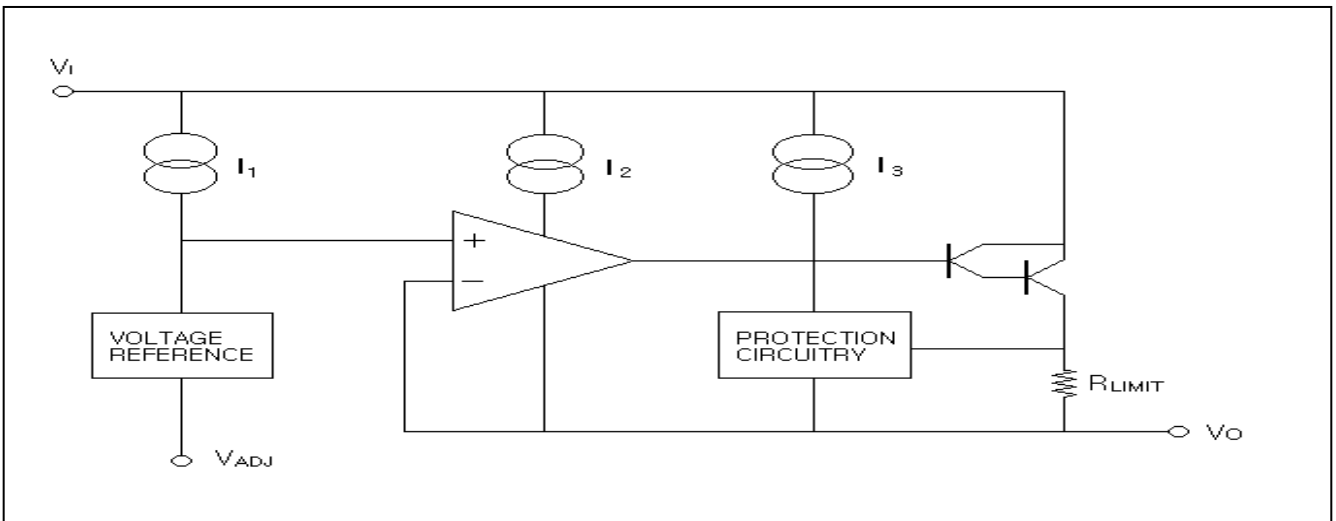 VI
I1
I2
I3
+
−
VOLTAGE
REFERENCE
PROTECTION
CIRCUITRY
RLIMIT
VO
VADJ